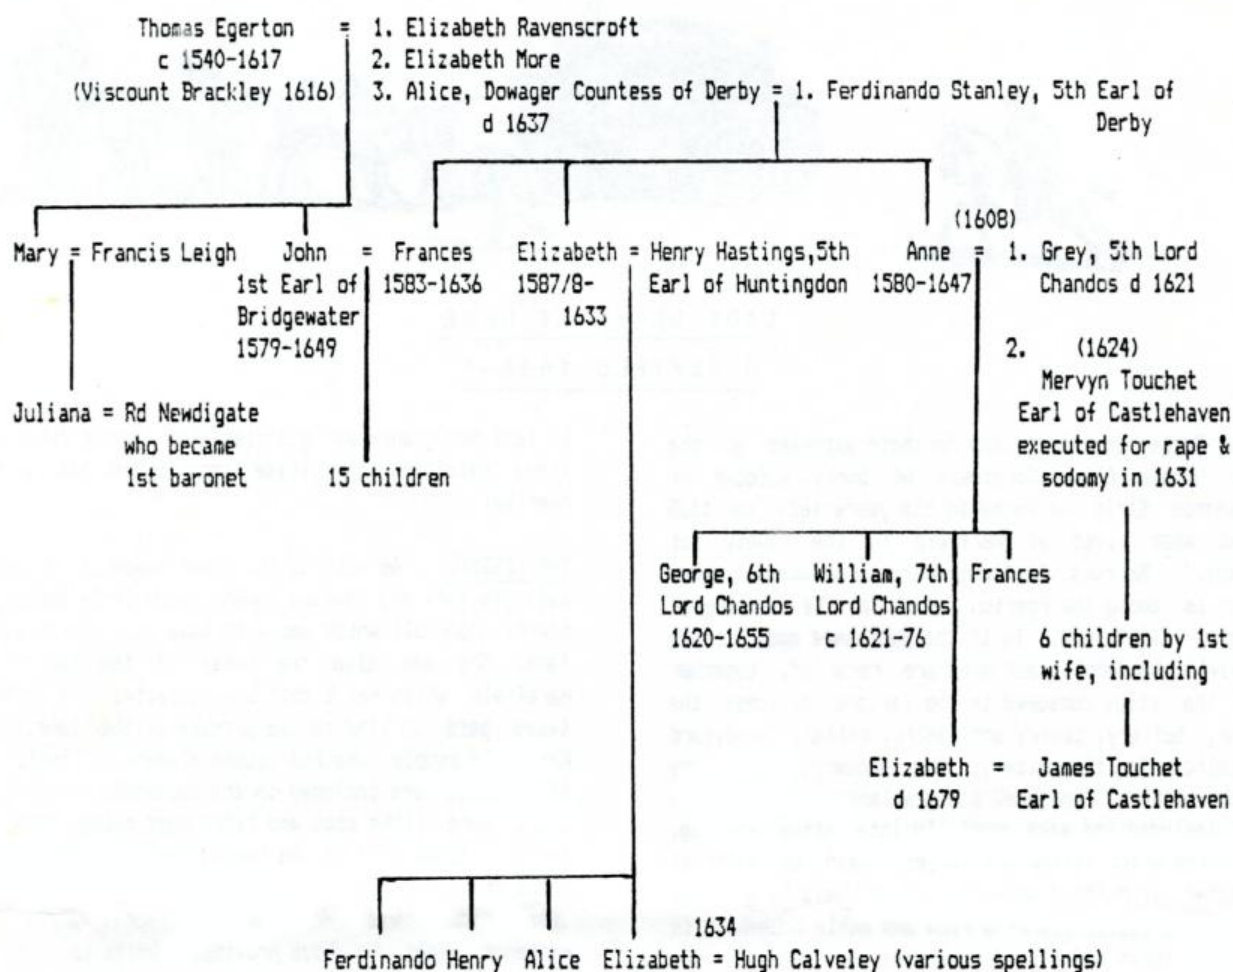 Thomas Egerton = 1. Elizabeth Ravenscroft
c 1540-1617 2. Elizabeth More
(Viscount Brackley 1616) 3. Alice, Dowager Countess of Derby = 1. Ferdinando Stanley, 5th Earl of
d 1637 Derby
(1608)
Mary = Francis Leigh John = Frances Elizabeth = Henry Hastings,5th Anne = 1. Grey, 5th Lord
1st Earl of 1583-1636 1587/8- Earl of Huntingdon 1580-1647 Chandos d 1621
Bridgewater 1633
1579-1649 2. (1624)
Mervyn Touchet
Juliana = Rd Newdigate Earl of Castlehaven
who became executed for rape &
1st baronet 15 children sodomy in 1631
George, 6th William, 7th Frances
Lord Chandos Lord Chandos
1620-1655 c 1621-76 6 children by 1st
wife, including
Elizabeth = James Touchet
d 1679 Earl of Castlehaven
1634
Ferdinando Henry Alice Elizabeth = Hugh Calveley (various spellings)